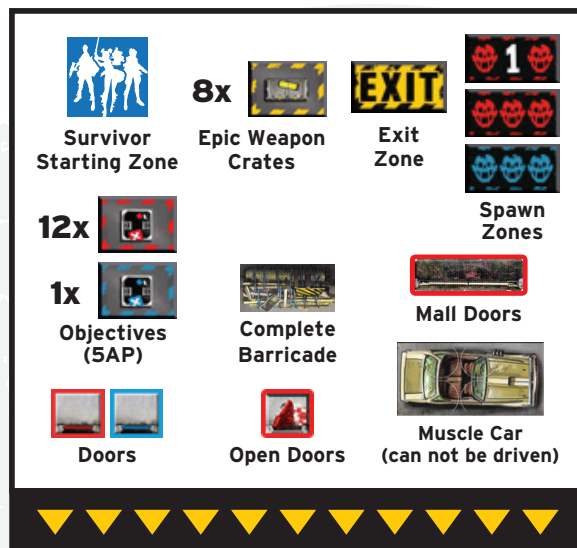 Survivor
Starting Zone
8x
Epic Weapon
Crates
EXIT
Exit
Zone
1
Spawn
Zones
12x
1x
Objectives
(5AP)
Complete
Barricade
Mall Doors
Doors
Open Doors
Muscle Car
(can not be driven)